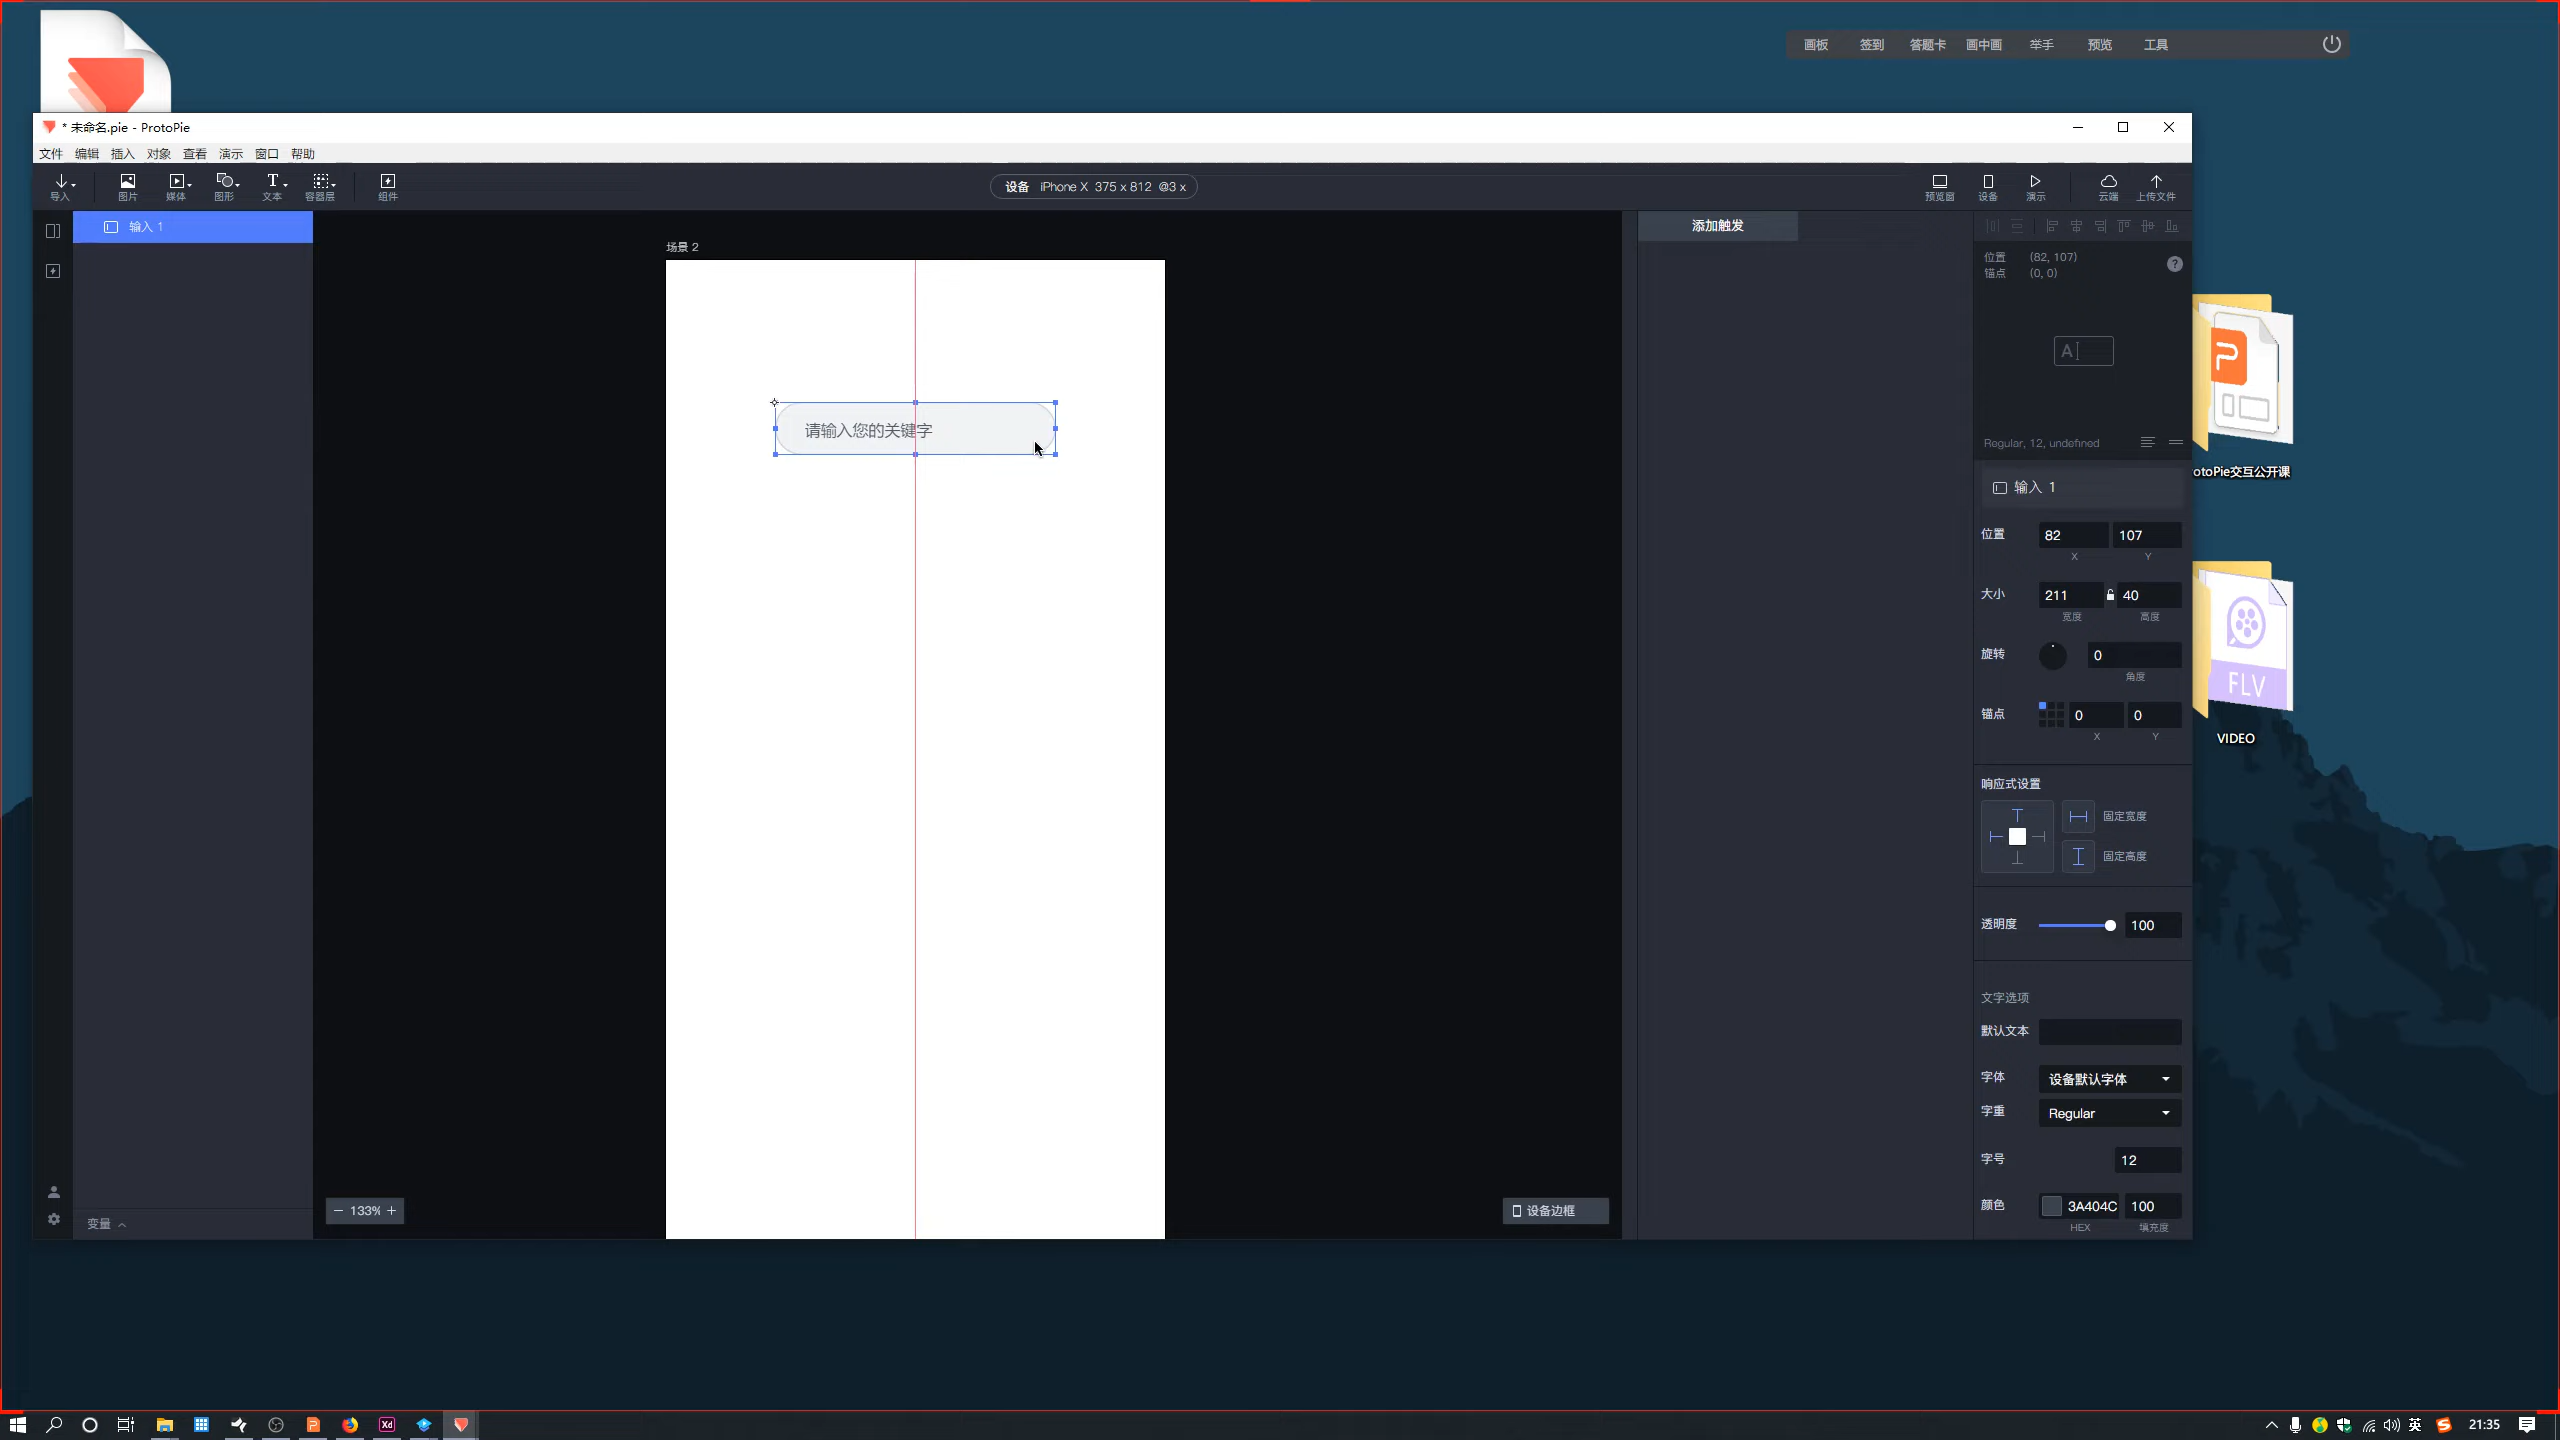 画板 签到 答题卡 画中画 举手 预览 工具
* 未命名.pie - ProtoPie
文件 编辑 插入 对象 查看 演示 窗口 帮助
导入 图片 媒体 图形 文本 容器层 组件
设备 iPhone X 375 x 812 @3 x
预览窗 设备 演示 云端 上传文件
输入 1
场景 2
添加触发
位置 (82, 107)
锚点 (0, 0)
?
A
请输入您的关键字
Regular, 12, undefined
otoPie交互公开课
输入 1
位置 82 107
X Y
大小 211 40
宽度 高度
旋转 0
角度
锚点 0 0
X Y
FLV
VIDEO
响应式设置
固定宽度
固定高度
透明度 100
文字选项
默认文本
字体 设备默认字体
字重 Regular
字号 12
颜色 3A404C 100
HEX 填充度
133%
设备边框
变量
Xd
英
21:35